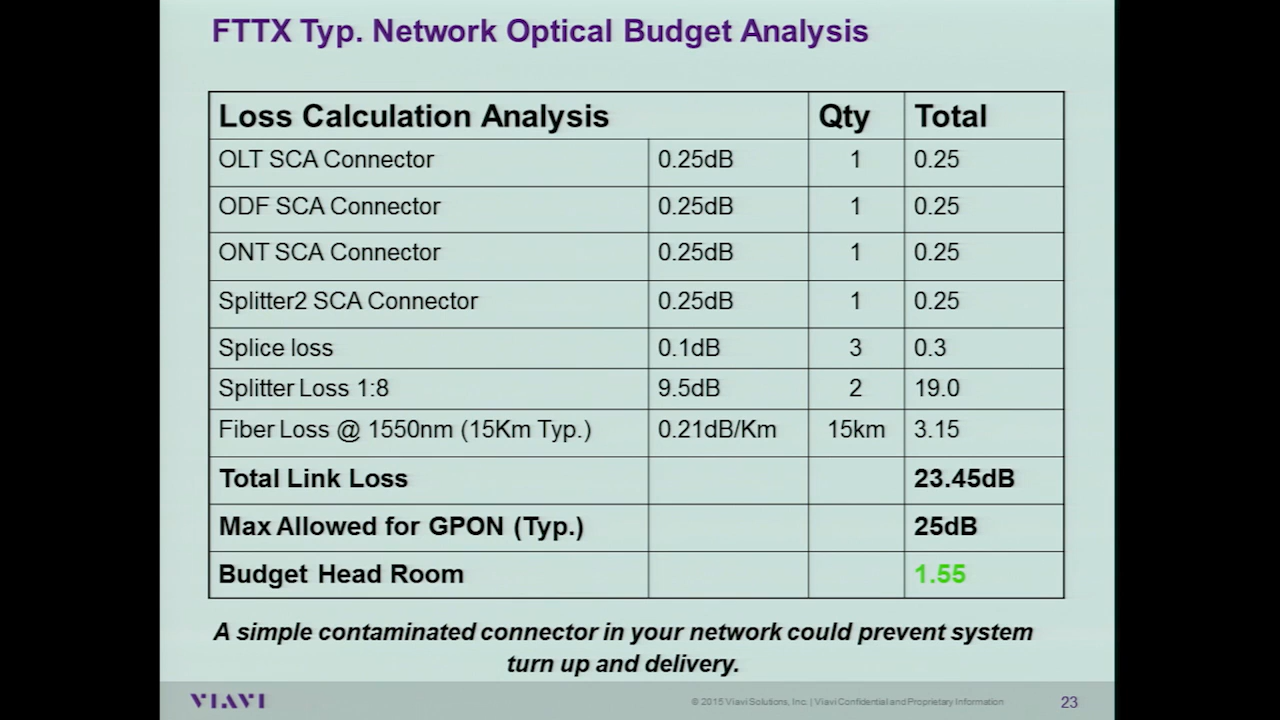 FTTX Typ. Network Optical Budget Analysis
Loss Calculation Analysis Qty Total
OLT SCA Connector 0.25dB 1 0.25
ODF SCA Connector 0.25dB 1 0.25
ONT SCA Connector 0.25dB 1 0.25
Splitter2 SCA Connector 0.25dB 1 0.25
Splice loss 0.1dB 3 0.3
Splitter Loss 1:8 9.5dB 2 19.0
Fiber Loss @ 1550nm (15Km Typ.) 0.21dB/Km 15km 3.15
Total Link Loss 23.45dB
Max Allowed for GPON (Typ.) 25dB
Budget Head Room 1.55
A simple contaminated connector in your network could prevent system
turn up and delivery.
VIAVI © 2015 Viavi Solutions, Inc. | Viavi Confidential and Proprietary Information 23